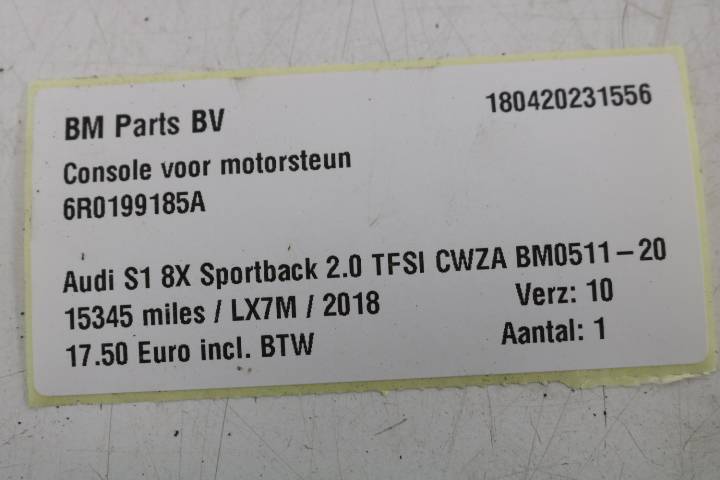 BM Parts BV 180420231556
Console voor motorsteun
6R0199185A
Audi S1 8X Sportback 2.0 TFSI CWZA BM0511-20
15345 miles / LX7M / 2018 Verz: 10
17.50 Euro incl. BTW Aantal: 1